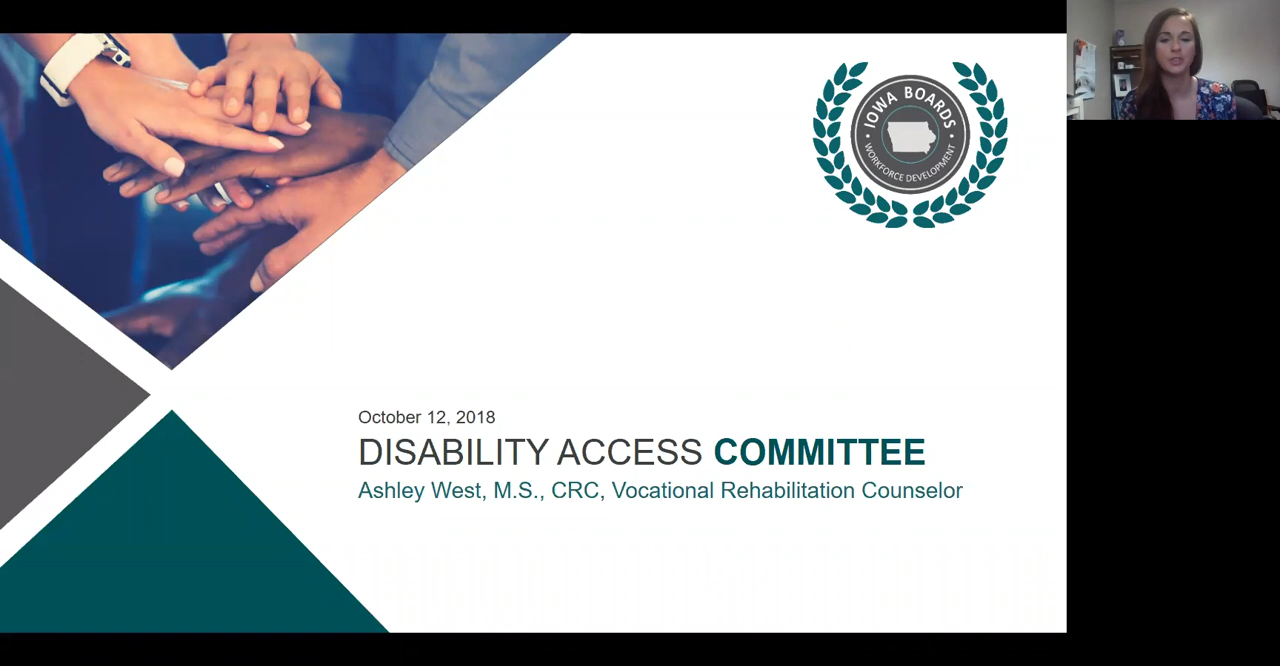 IOWA BOARDS
WORKFORCE DEVELOPMENT
October 12, 2018
DISABILITY ACCESS COMMITTEE
Ashley West, M.S., CRC, Vocational Rehabilitation Counselor